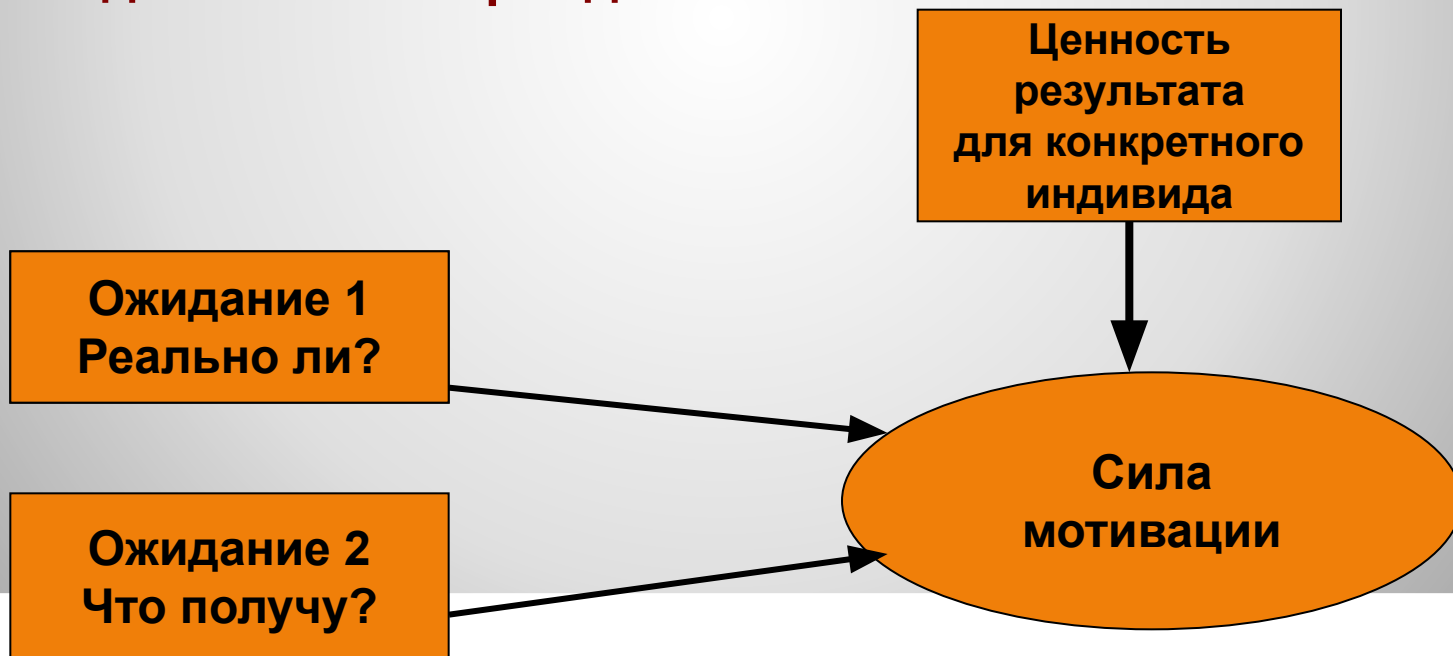 Ценность
результата
для конкретного
индивида
Ожидание 1
Реально ли?
Сила
мотивации
Ожидание 2
Что получу?